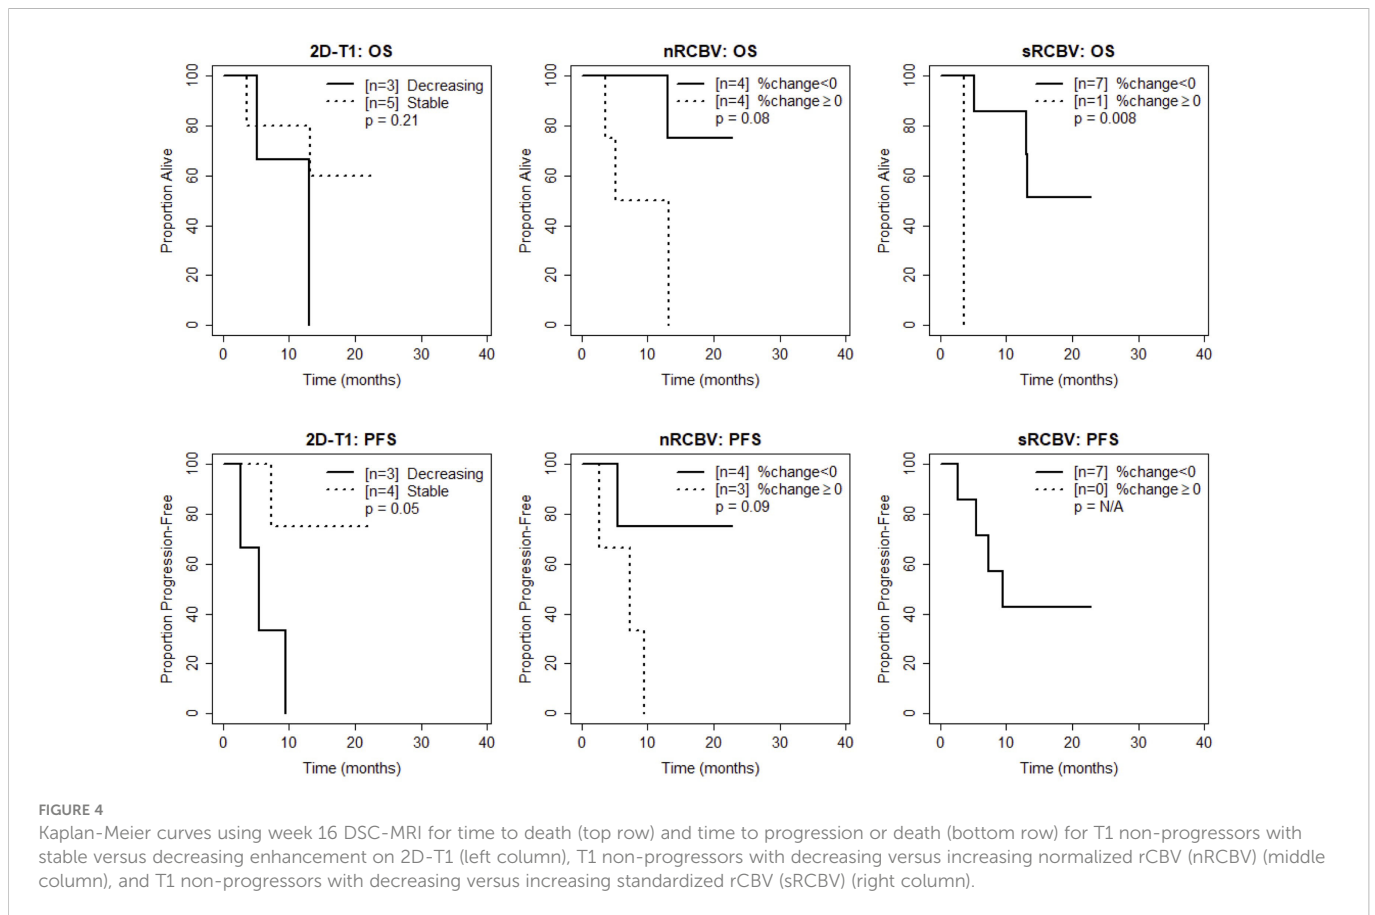 2D-T1: OS
[n=3] Decreasing
[n=5] Stable
p = 0.21
Proportion Alive
0 20 40 60 80 100
0 10 20 30 40
Time (months)
nRCBV: OS
[n=4] %change<0
[n=4] %change≥0
p = 0.08
Proportion Alive
0 20 40 60 80 100
0 10 20 30 40
Time (months)
sRCBV: OS
[n=7] %change<0
[n=1] %change≥0
p = 0.008
Proportion Alive
0 20 40 60 80 100
0 10 20 30 40
Time (months)
2D-T1: PFS
[n=3] Decreasing
[n=4] Stable
p = 0.05
Proportion Progression-Free
0 20 40 60 80 100
0 10 20 30 40
Time (months)
nRCBV: PFS
[n=4] %change<0
[n=3] %change≥0
p = 0.09
Proportion Progression-Free
0 20 40 60 80 100
0 10 20 30 40
Time (months)
sRCBV: PFS
[n=7] %change<0
[n=0] %change≥0
p = N/A
Proportion Progression-Free
0 20 40 60 80 100
0 10 20 30 40
Time (months)
FIGURE 4
Kaplan-Meier curves using week 16 DSC-MRI for time to death (top row) and time to progression or death (bottom row) for T1 non-progressors with
stable versus decreasing enhancement on 2D-T1 (left column), T1 non-progressors with decreasing versus increasing normalized rCBV (nRCBV) (middle
column), and T1 non-progressors with decreasing versus increasing standardized rCBV (sRCBV) (right column).